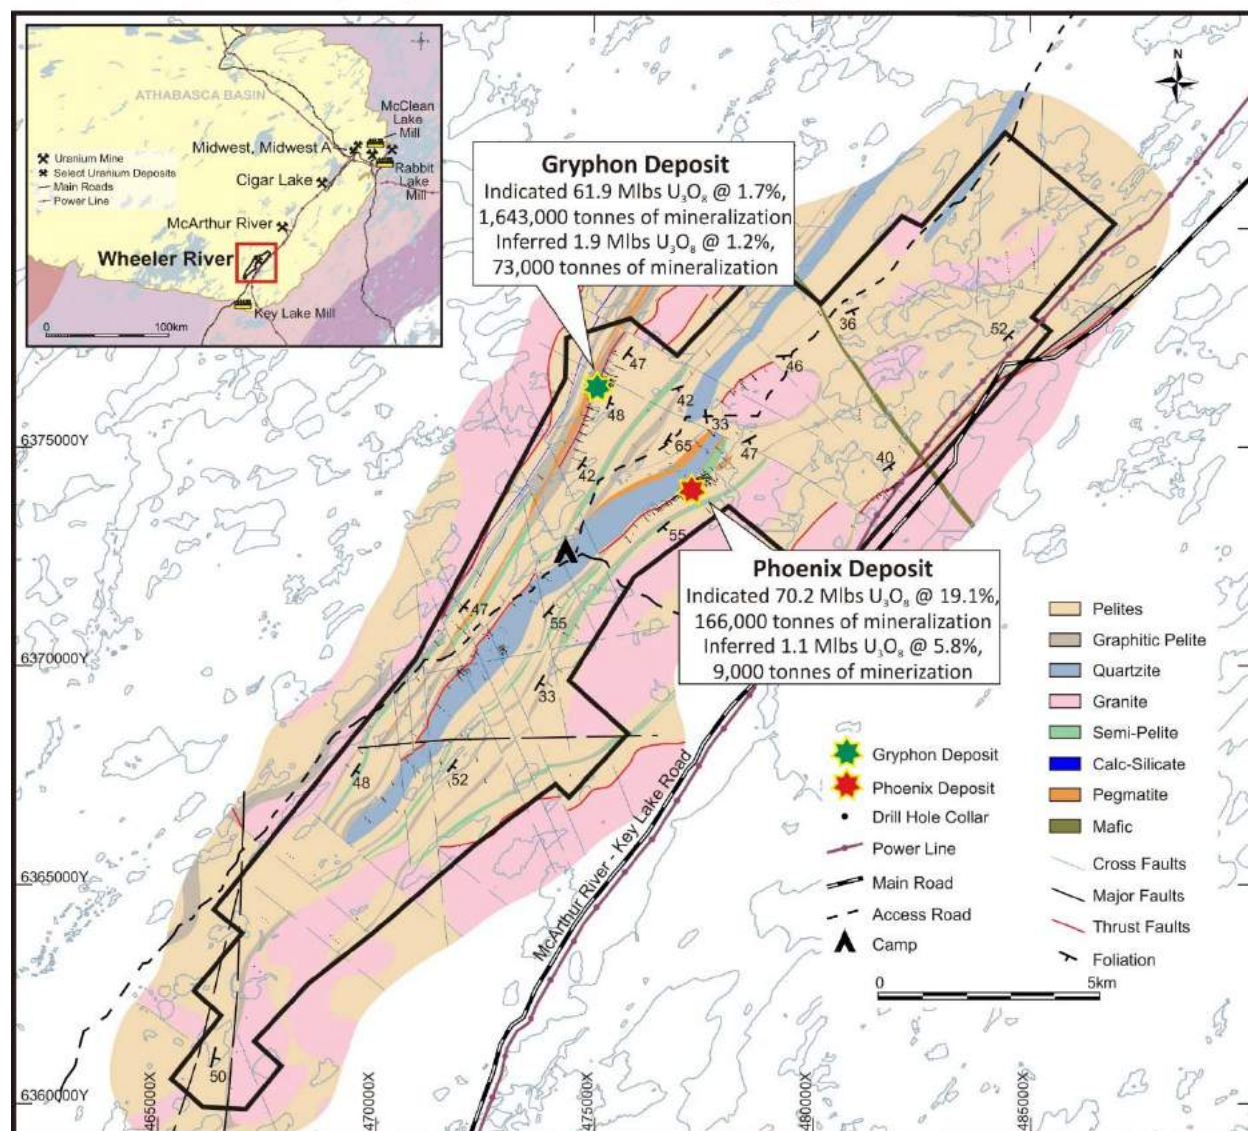 ATHABASCA BASIN
McClean
Lake
Mill
Midwest, Midwest A
Uranium Mine
Select Uranium Deposits
Main Roads
Power Line
Rabbit
Lake
Mill
Cigar Lake
McArthur River
Wheeler River
Key Lake Mill
0 100km
N
Gryphon Deposit
Indicated 61.9 Mlbs U₃O₈ @ 1.7%,
1,643,000 tonnes of mineralization
Inferred 1.9 Mlbs U₃O₈ @ 1.2%,
73,000 tonnes of mineralization
36
52
47
46
42
48
33
65
47
42
40
55
6375000Y
Phoenix Deposit
Indicated 70.2 Mlbs U₃O₈ @ 19.1%,
166,000 tonnes of mineralization
Inferred 1.1 Mlbs U₃O₈ @ 5.8%,
9,000 tonnes of minerization
47
55
33
6370000Y
48
52
McArthur River - Key Lake Road
6365000Y
50
6360000Y
465000X
470000X
475000X
480000X
485000X
Gryphon Deposit
Phoenix Deposit
Drill Hole Collar
Power Line
Main Road
Access Road
Camp
Pelites
Graphitic Pelite
Quartzite
Granite
Semi-Pelite
Calc-Silicate
Pegmatite
Mafic
Cross Faults
Major Faults
Thrust Faults
Foliation
0 5km